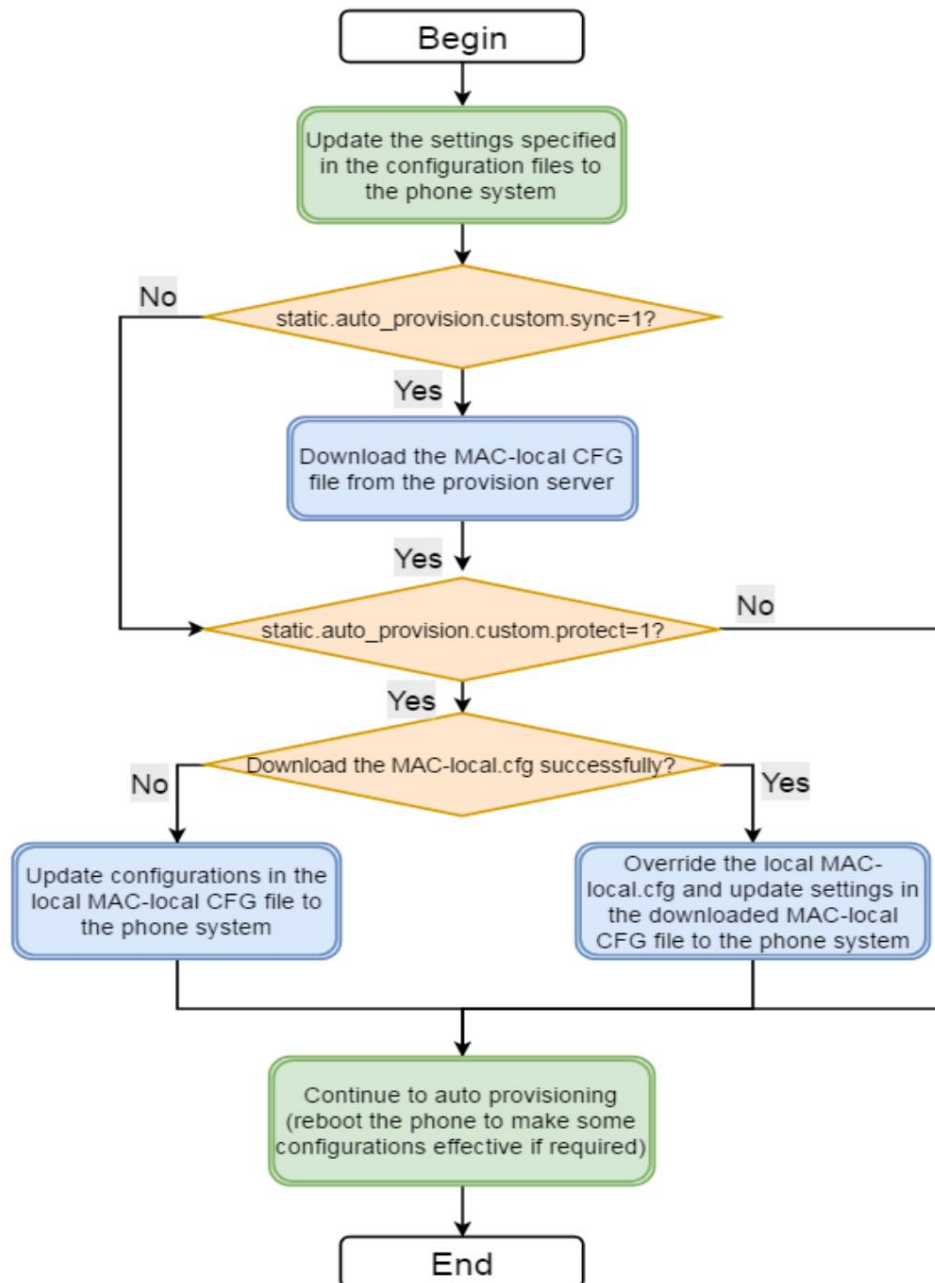 Begin
Update the settings specified
in the configuration files to
the phone system
No
static.auto_provision.custom.sync=1?
Yes
Download the MAC-local CFG
file from the provision server
Yes
No
static.auto_provision.custom.protect=1?
Yes
Download the MAC-local.cfg successfully?
No
Yes
Update configurations in the
local MAC-local CFG file to
the phone system
Override the local MAC-
local.cfg and update settings in
the downloaded MAC-local
CFG file to the phone system
Continue to auto provisioning
(reboot the phone to make some
configurations effective if required)
End